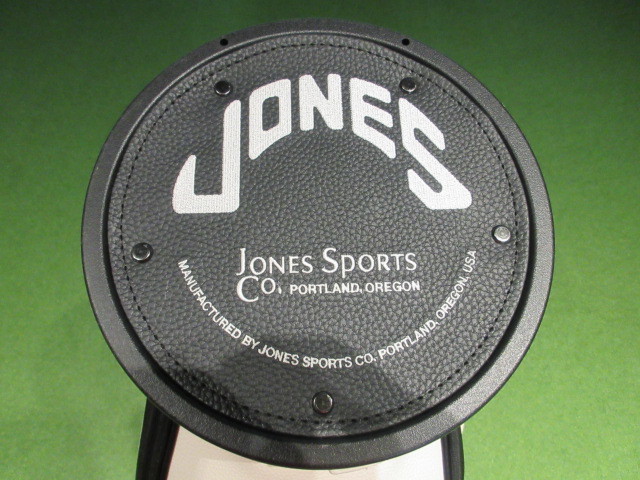 JONES
JONES SPORTS
CO. PORTLAND, OREGON
MANUFACTURED BY JONES SPORTS CO. PORTLAND, OREGON, USA